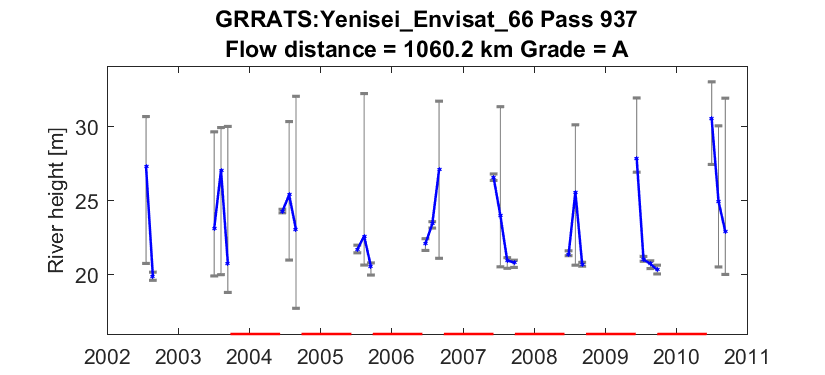 GRRATS:Yenisei_Envisat_66 Pass 937
Flow distance = 1060.2 km Grade = A
River height [m]
30
25
20
2002 2003 2004 2005 2006 2007 2008 2009 2010 2011